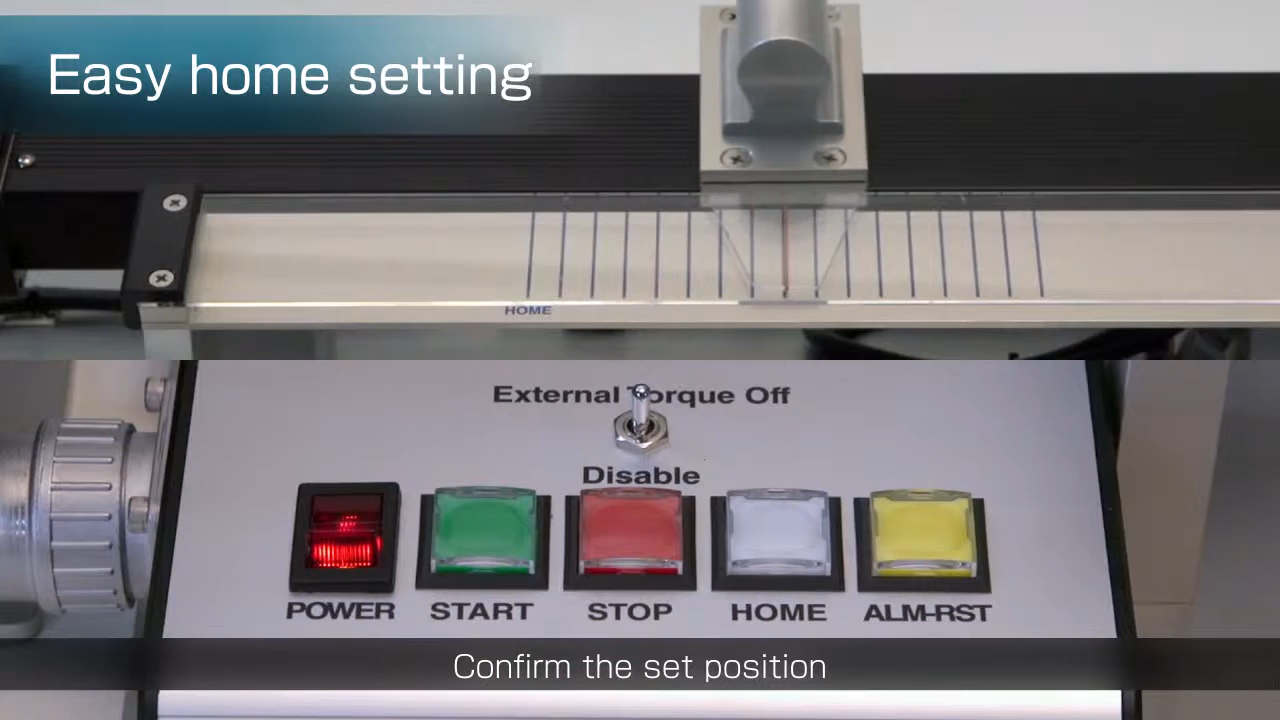 Easy home setting
HOME
External Torque Off
Disable
POWER START STOP HOME ALM-RST
Confirm the set position